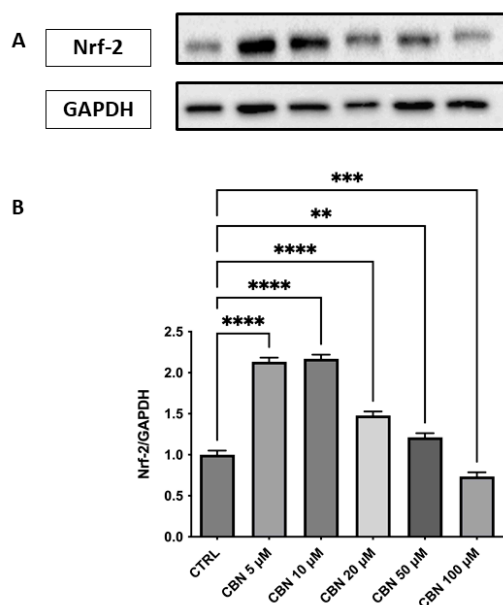 A
Nrf-2
GAPDH
B
***
**
****
****
****
Nrf-2/GAPDH
2.5
2.0
1.5
1.0
0.5
0.0
CTRL
CBN 5 µM
CBN 10 µM
CBN 20 µM
CBN 50 µM
CBN 100 µM